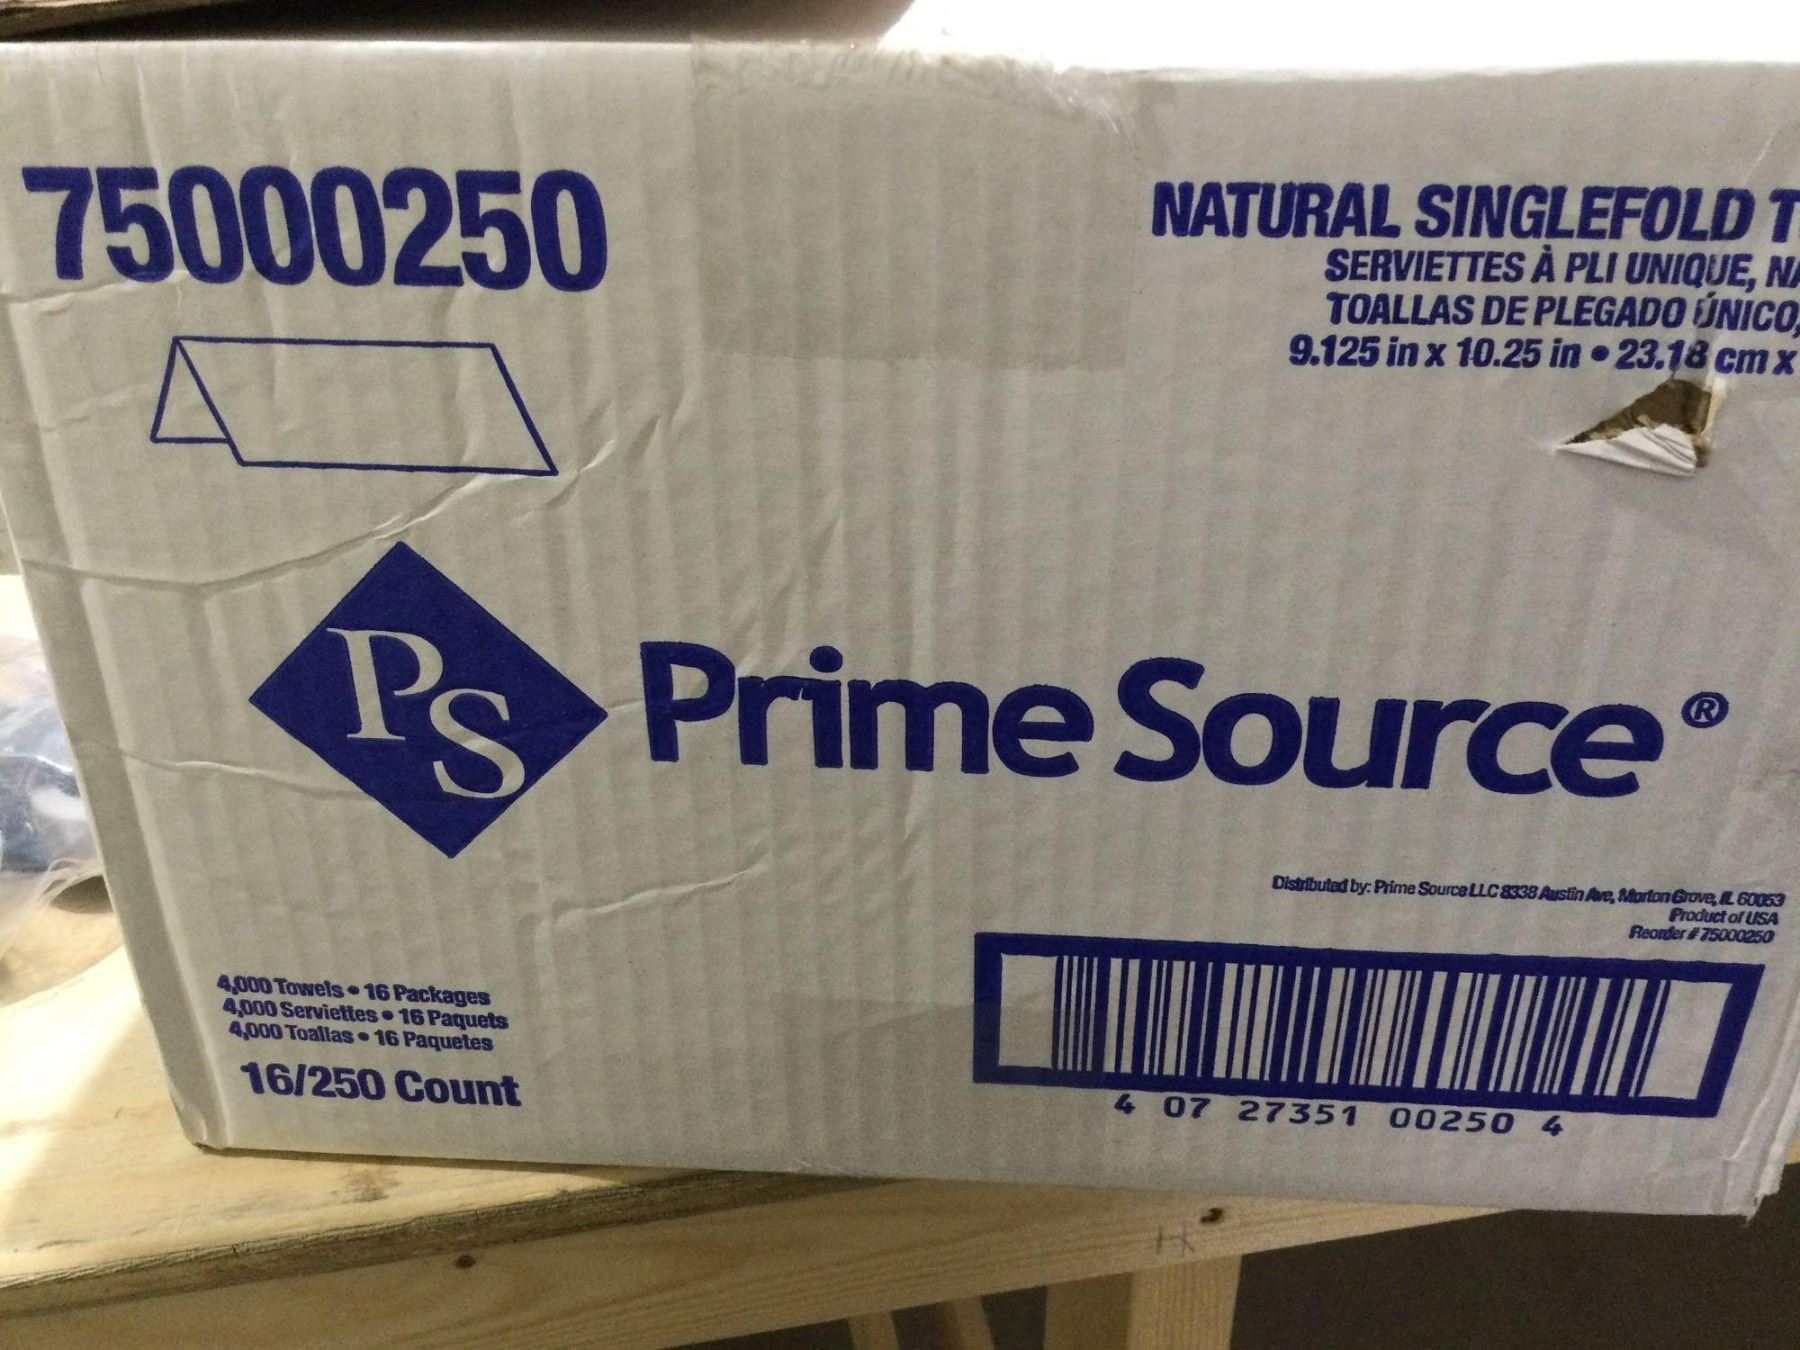 75000250
NATURAL SINGLEFOLD
SERVIETTES À PLI UNIQUE,
TOALLAS DE PLEGADO ÚNICO,
9.125 in x 10.25 in • 23.18 cm x
PS Prime Source®
Distributed by: Prime Source LLC 8338 Austin Ave, Morton Grove, IL 60053
Product of USA
Reorder # 75000250
4,000 Towels • 16 Packages
4,000 Serviettes • 16 Paquets
4,000 Toallas • 16 Paquetes
16/250 Count
4 07 27351 00250 4